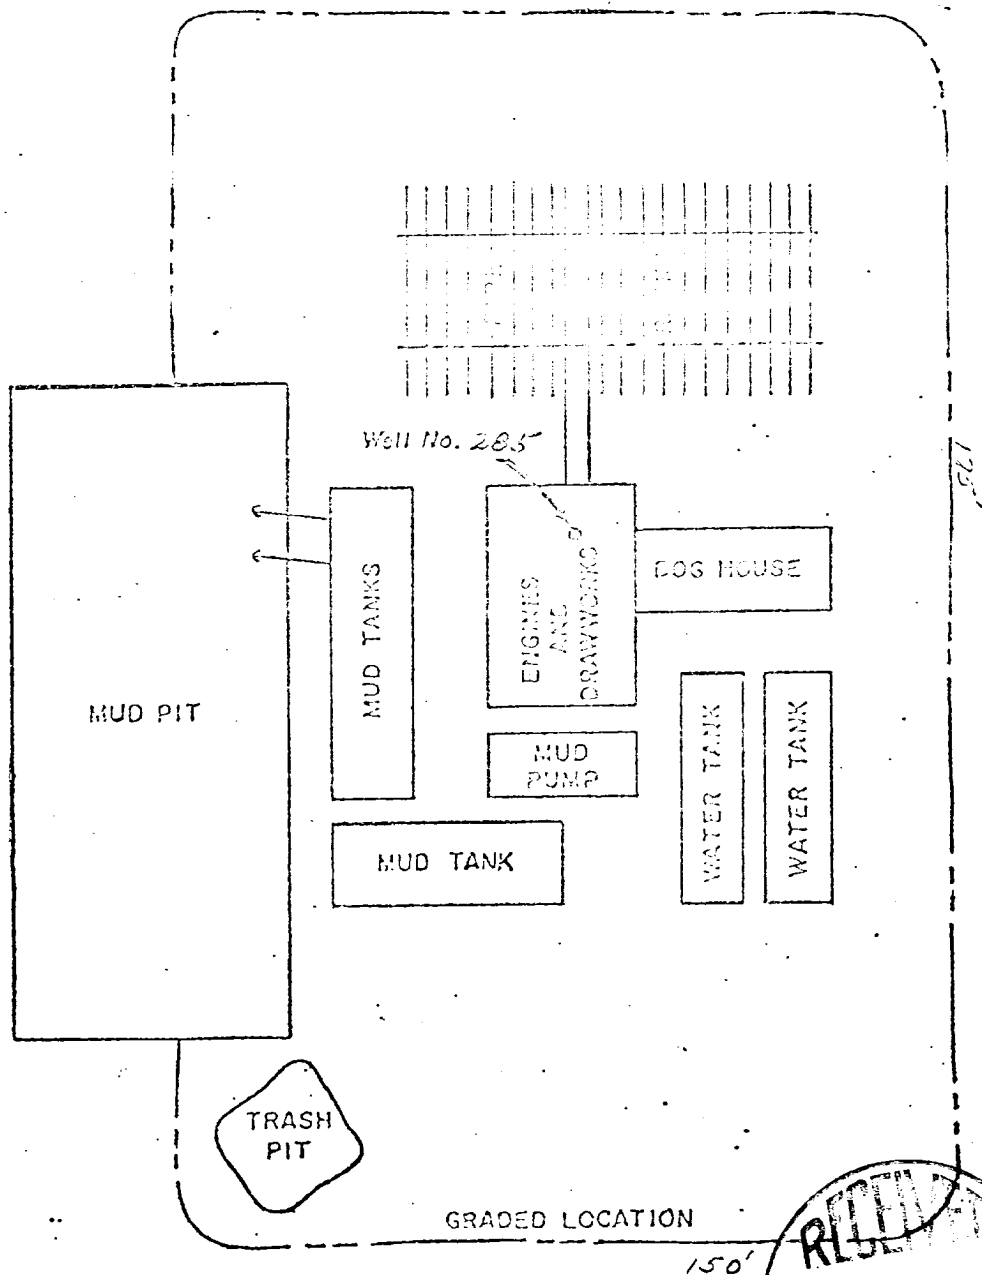 Well No. 285
MUD TANKS
ENGINES
AND
DRAWWORKS
DOG HOUSE
MUD PIT
MUD
PUMP
WATER TANK
WATER TANK
MUD TANK
TRASH
PIT
GRADED LOCATION
150'
RECEIVED